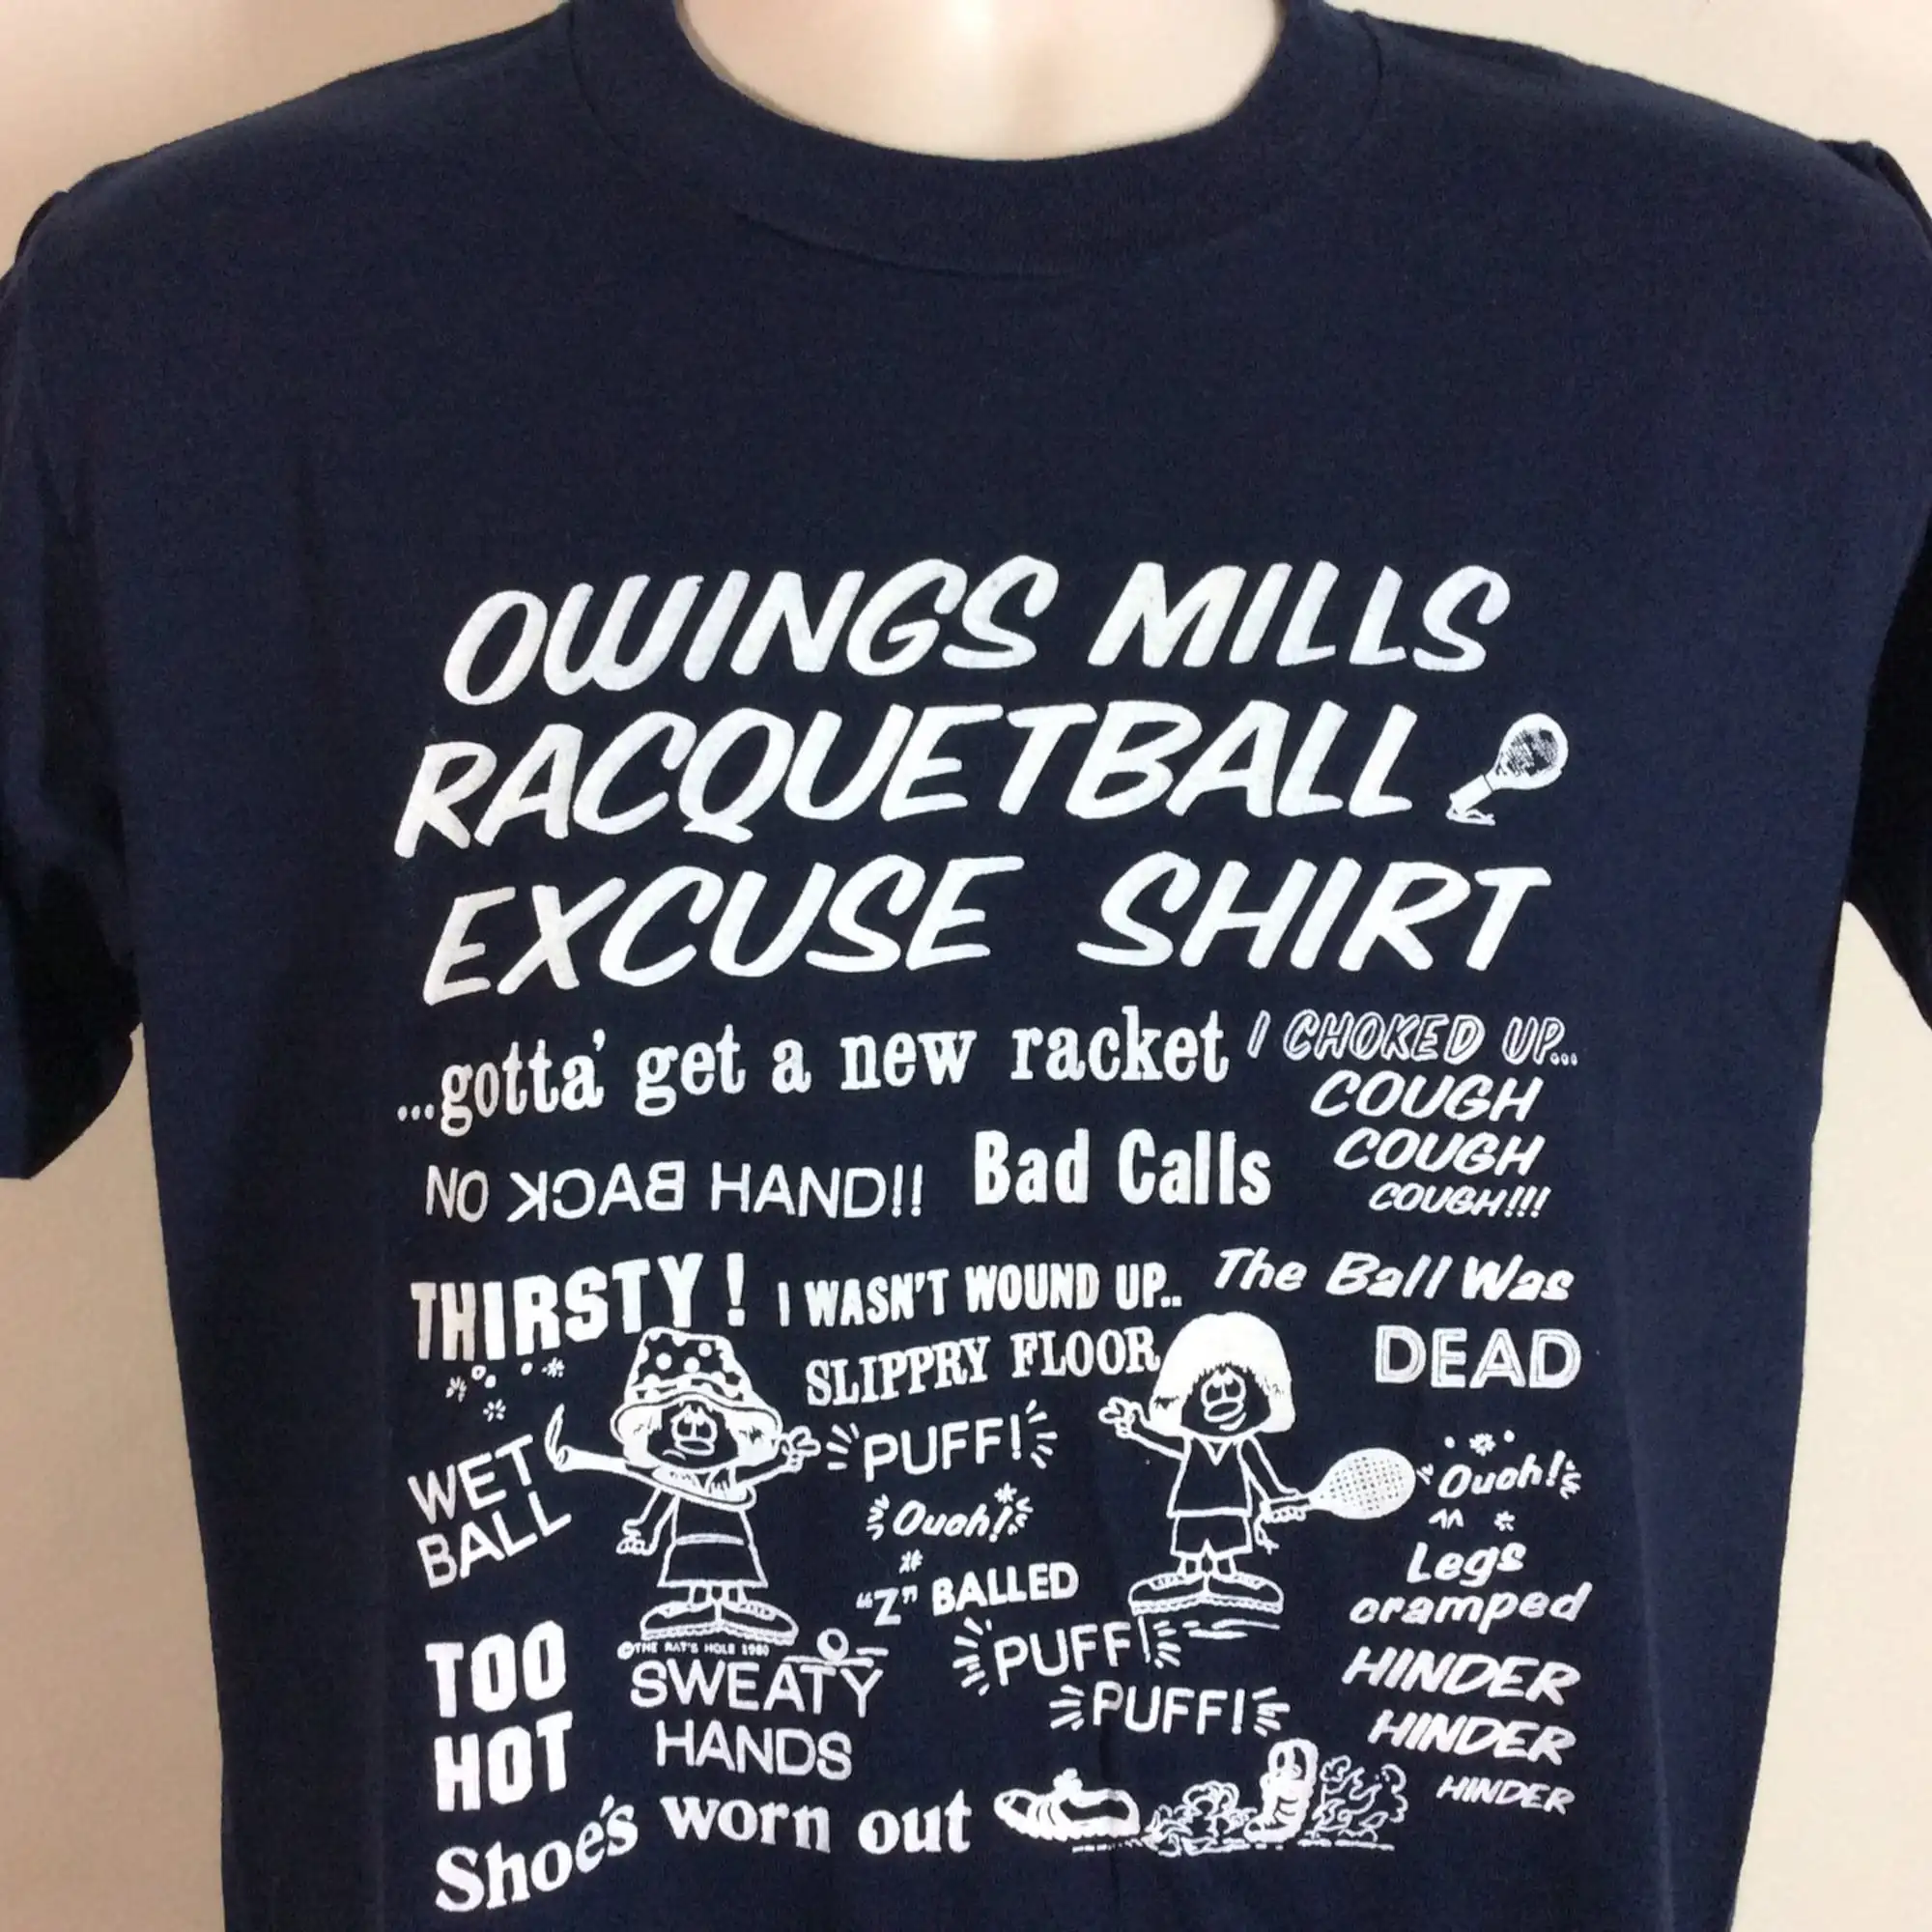 OWINGS MILLS
RACQUETBALL
EXCUSE SHIRT
...gotta' get a new racket
I CHOKED UP...
COUGH
COUGH
COUGH!!!
NO BACK HAND!!
Bad Calls
THIRSTY!
I WASN'T WOUND UP..
The Ball Was
DEAD
SLIPPRY FLOOR
WET
BALL
PUFF!
Ouch!
Ouch!
"Z" BALLED
Legs
cramped
©THE RAT'S HOLE 1980
TOO
HOT
SWEATY
HANDS
PUFF!
PUFF!
HINDER
HINDER
HINDER
Shoe's worn out